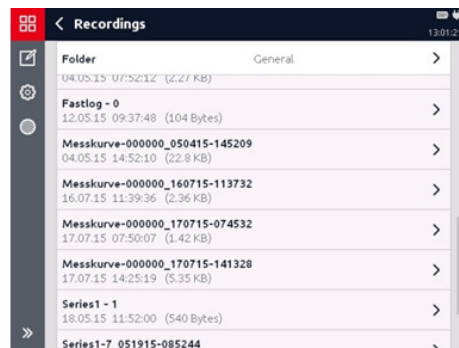 Recordings
13:01:2
Folder General
04.05.15 07:52:12 (2.27 KB)
Fastlog - 0
12.05.15 09:37:48 (104 Bytes)
Messkurve-000000_050415-145209
04.05.15 14:52:10 (22.8 KB)
Messkurve-000000_160715-113732
16.07.15 11:39:36 (2.36 KB)
Messkurve-000000_170715-074532
17.07.15 07:50:07 (1.42 KB)
Messkurve-000000_170715-141328
17.07.15 14:25:19 (5.35 KB)
Series1 - 1
18.05.15 11:52:00 (540 Bytes)
Series1-7_051915-085244